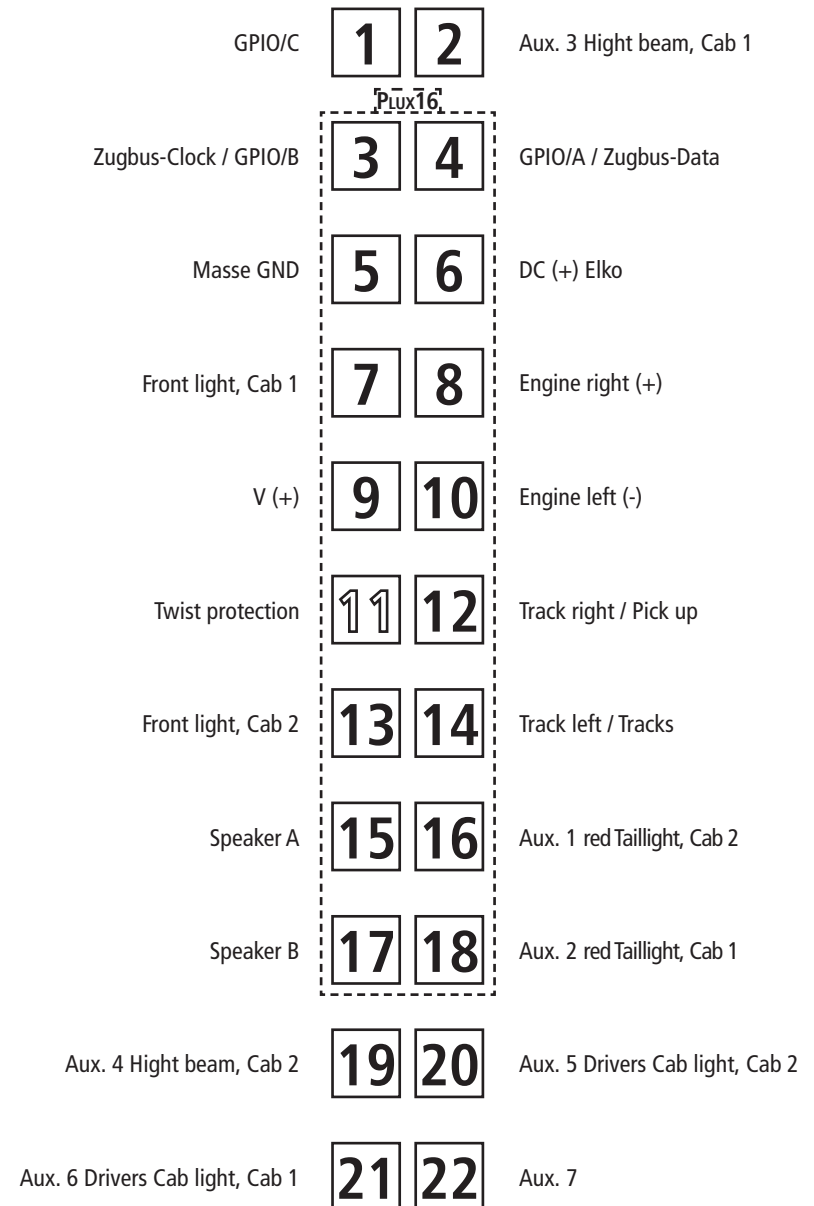 GPIO/C 1 2 Aux. 3 Hight beam, Cab 1
PLUX16
Zugbus-Clock / GPIO/B 3 4 GPIO/A / Zugbus-Data
Masse GND 5 6 DC (+) Elko
Front light, Cab 1 7 8 Engine right (+)
V (+) 9 10 Engine left (-)
Twist protection 11 12 Track right / Pick up
Front light, Cab 2 13 14 Track left / Tracks
Speaker A 15 16 Aux. 1 red Taillight, Cab 2
Speaker B 17 18 Aux. 2 red Taillight, Cab 1
Aux. 4 Hight beam, Cab 2 19 20 Aux. 5 Drivers Cab light, Cab 2
Aux. 6 Drivers Cab light, Cab 1 21 22 Aux. 7